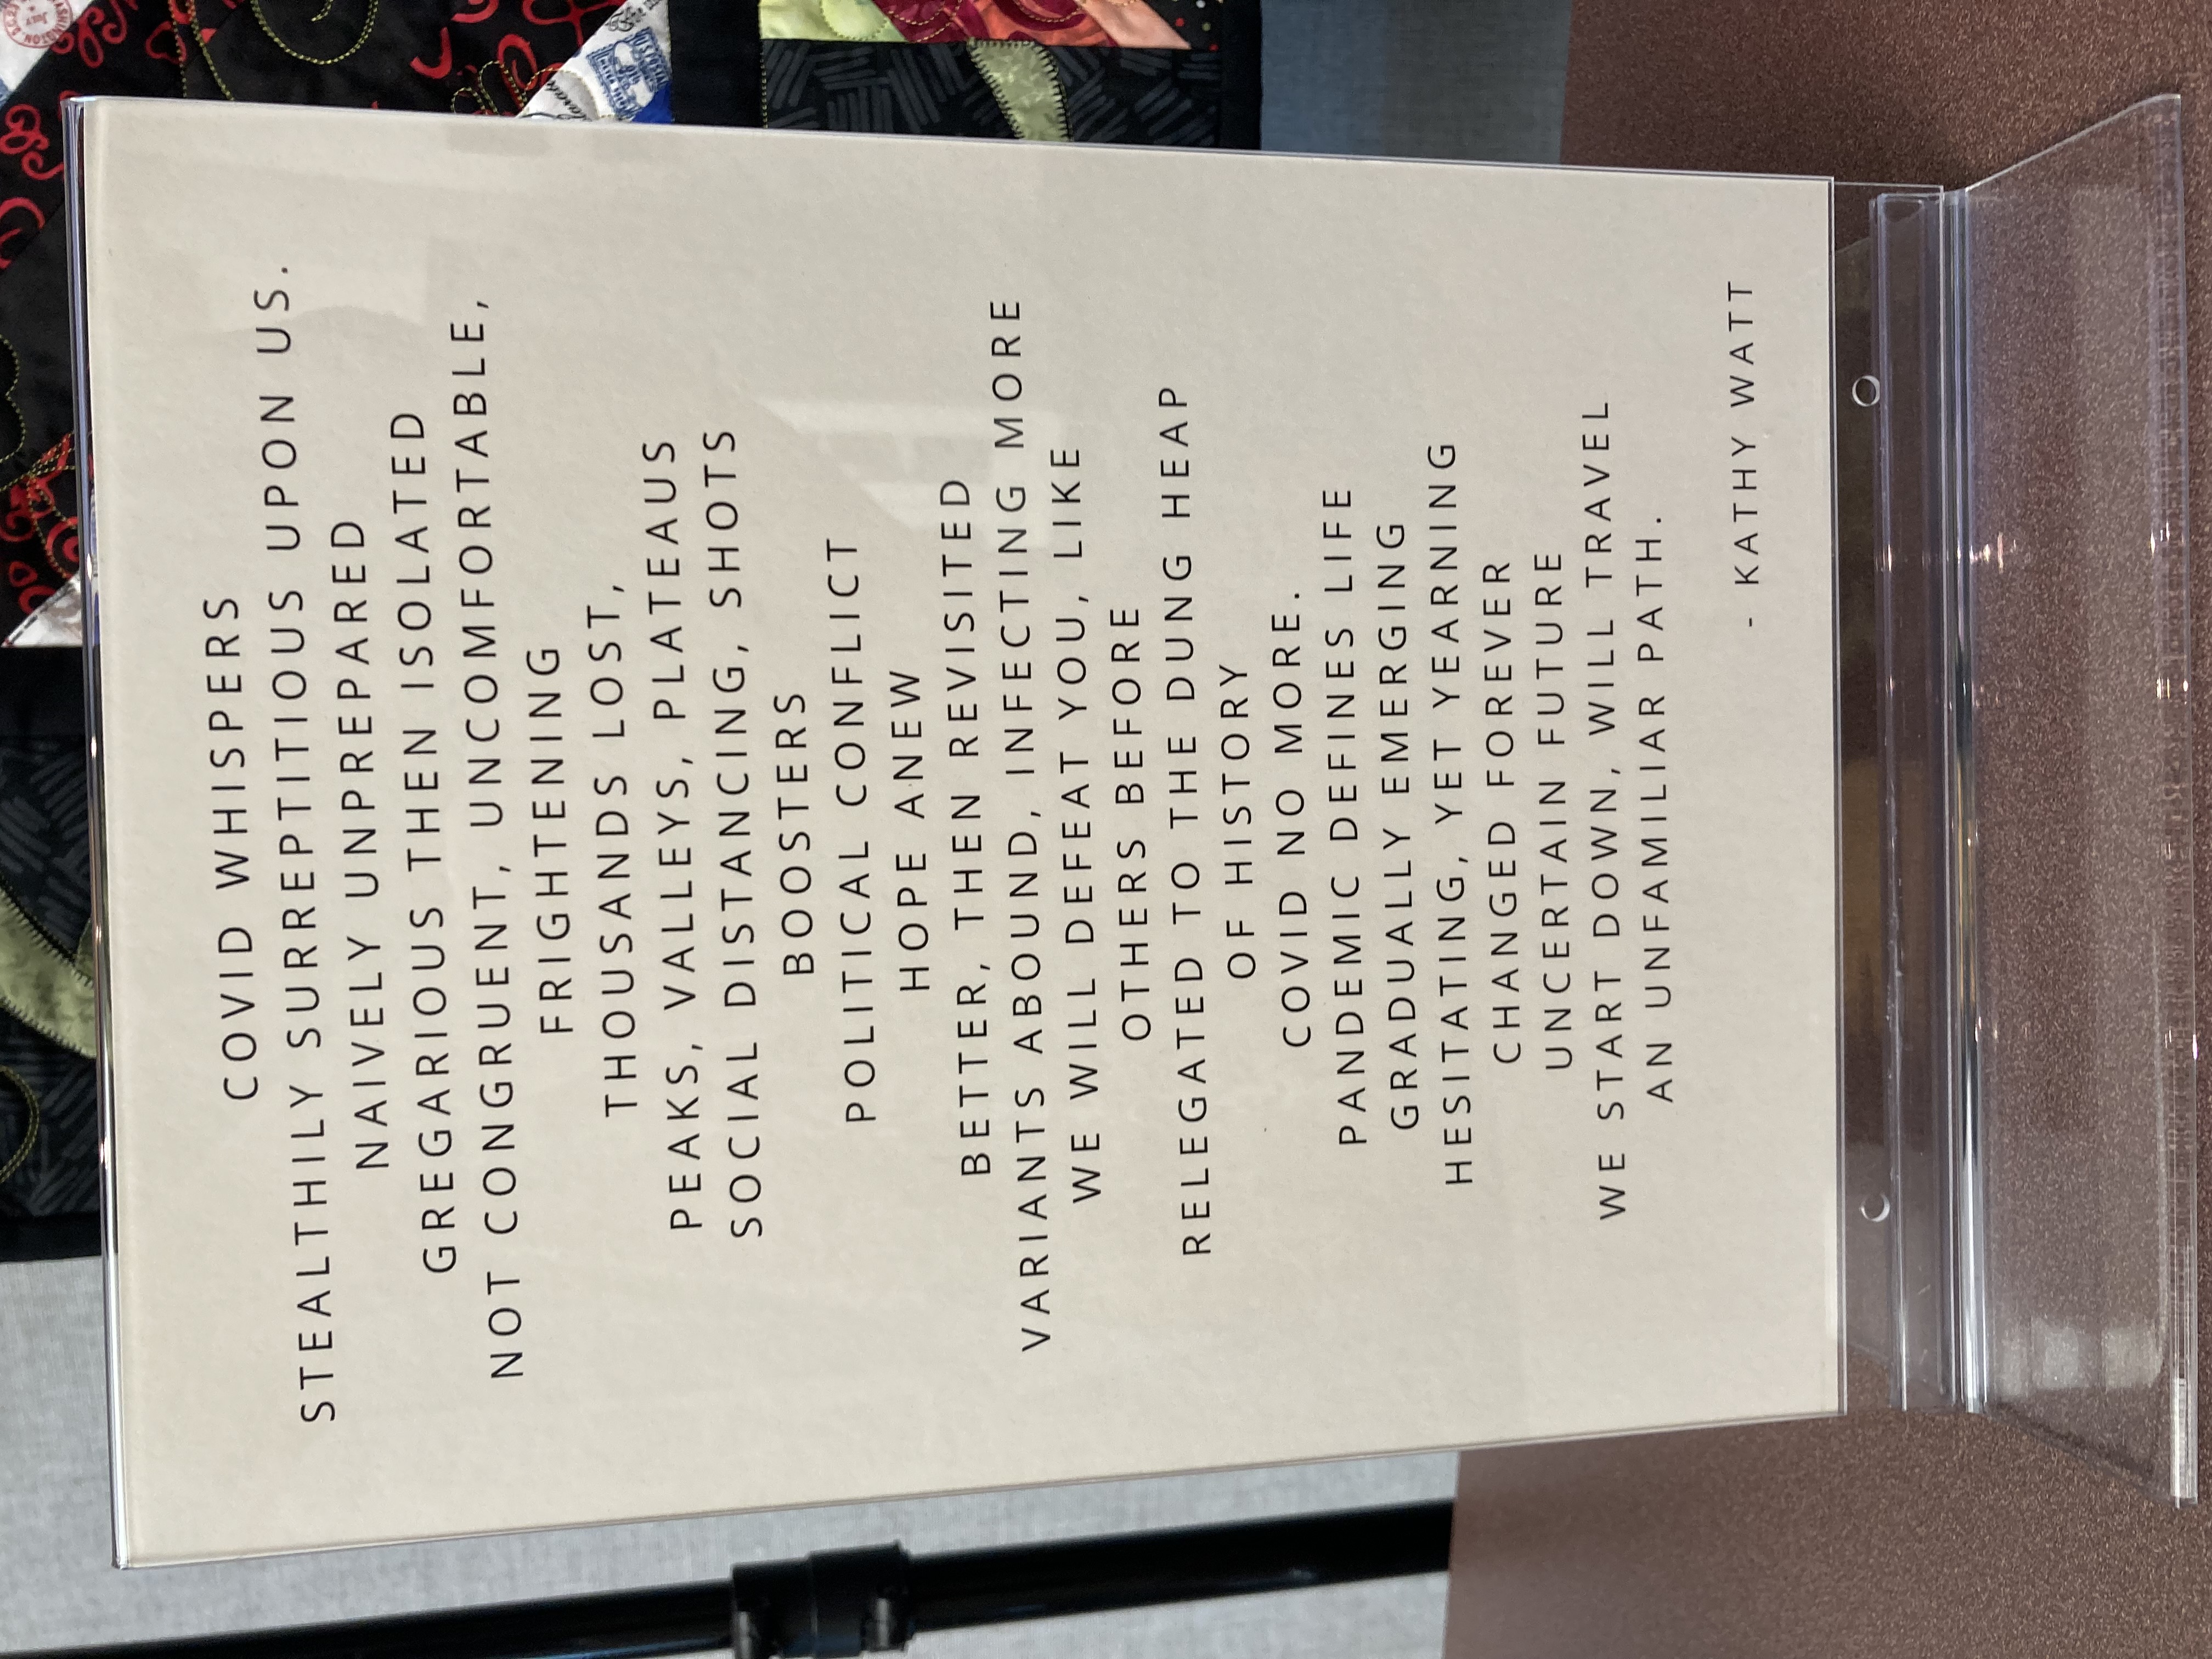 COVID WHISPERS
STEALTHILY SURREPTITIOUS UPON US.
NAIVELY UNPREPARED
GREGARIOUS THEN ISOLATED
NOT CONGRUENT, UNCOMFORTABLE,
FRIGHTENING
THOUSANDS LOST,
PEAKS, VALLEYS, PLATEAUS
SOCIAL DISTANCING, SHOTS
BOOSTERS
POLITICAL CONFLICT
HOPE ANEW
BETTER, THEN REVISITED
VARIANTS ABOUND, INFECTING MORE
WE WILL DEFEAT YOU, LIKE
OTHERS BEFORE
RELEGATED TO THE DUNG HEAP
OF HISTORY
COVID NO MORE.
PANDEMIC DEFINES LIFE
GRADUALLY EMERGING
HESITATING, YET YEARNING
CHANGED FOREVER
UNCERTAIN FUTURE
WE START DOWN, WILL TRAVEL
AN UNFAMILIAR PATH.
- KATHY WATT